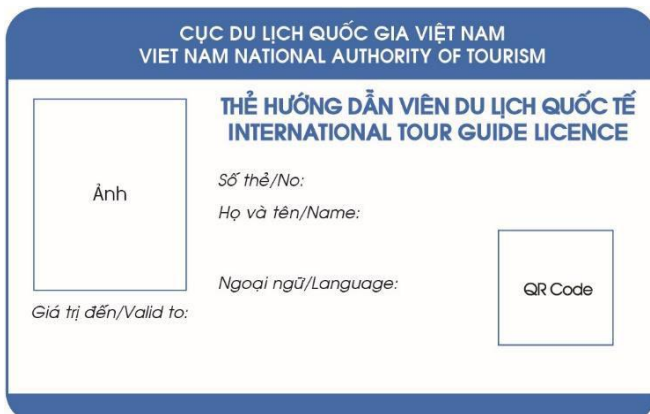 CỤC DU LỊCH QUỐC GIA VIỆT NAM
VIET NAM NATIONAL AUTHORITY OF TOURISM
THẺ HƯỚNG DẪN VIÊN DU LỊCH QUỐC TẾ
INTERNATIONAL TOUR GUIDE LICENCE
Ảnh
Số thẻ/No:
Họ và tên/Name:
Ngoại ngữ/Language:
QR Code
Giá trị đến/Valid to: